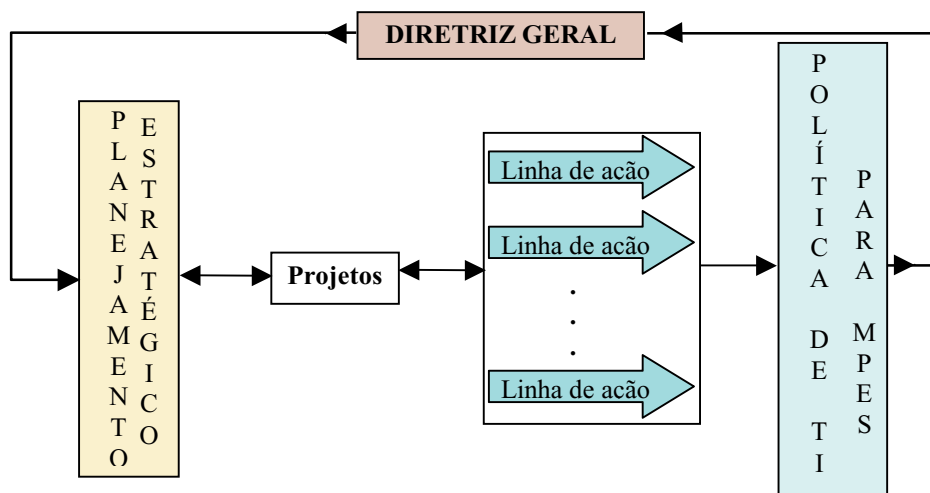 DIRETRIZ GERAL
PLANEJAMENTO
ESTRATÉGICO
Projetos
Linha de acão
Linha de acão
.
.
.
Linha de acão
POLÍTICA DE TI
PARA MPES